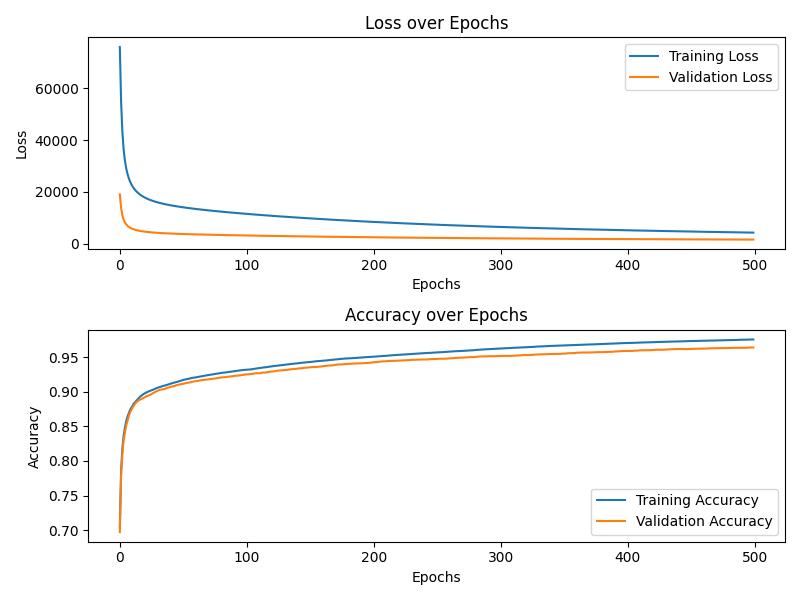 Loss over Epochs
Training Loss
Validation Loss
60000
40000
20000
0
Loss
0 100 200 300 400 500
Epochs
Accuracy over Epochs
0.95
0.90
0.85
0.80
0.75
0.70
Accuracy
Training Accuracy
Validation Accuracy
0 100 200 300 400 500
Epochs